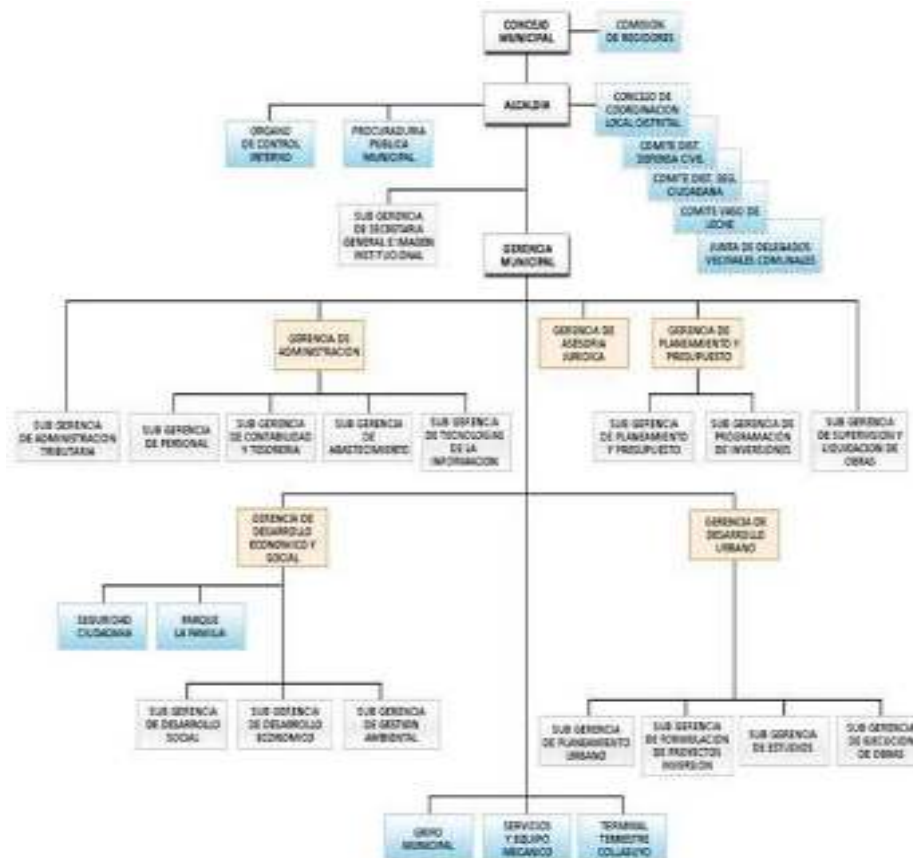 CONCEJO
MUNICIPAL
COMISION
DE REGIDORES
ALCALDIA
CONCEJO DE
COORDINACION
LOCAL DISTRITAL
ORGANO
DE CONTROL
INTERNO
PROCURADURIA
PUBLICA
MUNICIPAL
COMITE DIST.
DEFENSA CIVIL
COMITE DIST. SEG.
CIUDADANA
COMITE VASO DE
LECHE
JUNTA DE DELEGADOS
VECINALES COMUNALES
SUB GERENCIA
DE SECRETARIA
GENERAL E IMAGEN
INSTITUCIONAL
GERENCIA
MUNICIPAL
GERENCIA DE
ADMINISTRACION
GERENCIA DE
ASESORIA
JURIDICA
GERENCIA DE
PLANEAMIENTO Y
PRESUPUESTO
SUB GERENCIA
DE ADMINISTRACION
TRIBUTARIA
SUB GERENCIA
DE PERSONAL
SUB GERENCIA
DE CONTABILIDAD
Y TESORERIA
SUB GERENCIA
DE
ABASTECIMIENTO
SUB GERENCIA
DE TECNOLOGIAS
DE LA
INFORMACION
SUB GERENCIA
DE PLANEAMIENTO
Y PRESUPUESTO
SUB GERENCIA DE
PROGRAMACIÓN
DE INVERSIONES
SUB GERENCIA
DE SUPERVISION Y
LIQUIDACION DE
OBRAS
GERENCIA DE
DESARROLLO
ECONOMICO Y
SOCIAL
GERENCIA DE
DESARROLLO
URBANO
SEGURIDAD
CIUDADANA
PARQUE
LA FAMILIA
SUB GERENCIA
DE DESARROLLO
SOCIAL
SUB GERENCIA
DE DESARROLLO
ECONOMICO
SUB GERENCIA
DE GESTION
AMBIENTAL
SUB GERENCIA
DE PLANEAMIENTO
URBANO
SUB GERENCIA
DE FORMULACION
DE PROYECTOS
INVERSION
SUB GERENCIA
DE ESTUDIOS
SUB GERENCIA
DE EJECUCION
DE OBRAS
GRIFO
MUNICIPAL
SERVICIOS
Y EQUIPO
MECANICO
TERMINAL
TERRESTRE